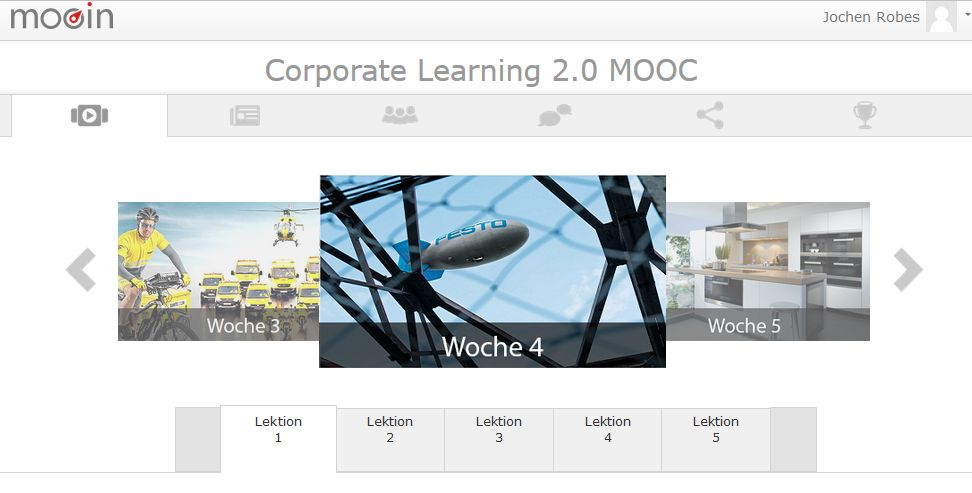 mooin
Jochen Robes
Corporate Learning 2.0 MOOC
FESTO
Woche 3
Woche 4
Woche 5
Lektion
1
Lektion
2
Lektion
3
Lektion
4
Lektion
5